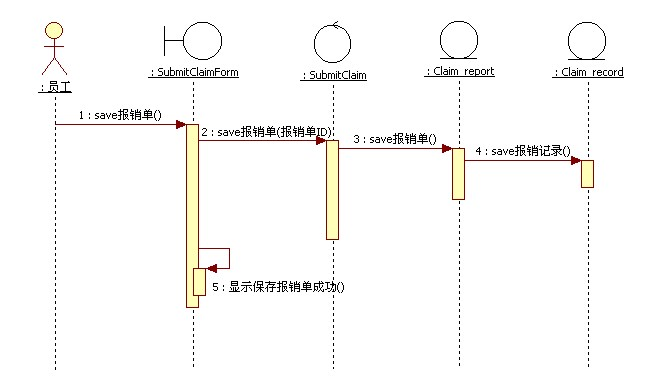 : 员工
: SubmitClaimForm
: SubmitClaim
: Claim_report
: Claim_record
1 : save报销单()
2 : save报销单(报销单ID)
3 : save报销单()
4 : save报销记录()
5 : 显示保存报销单成功()